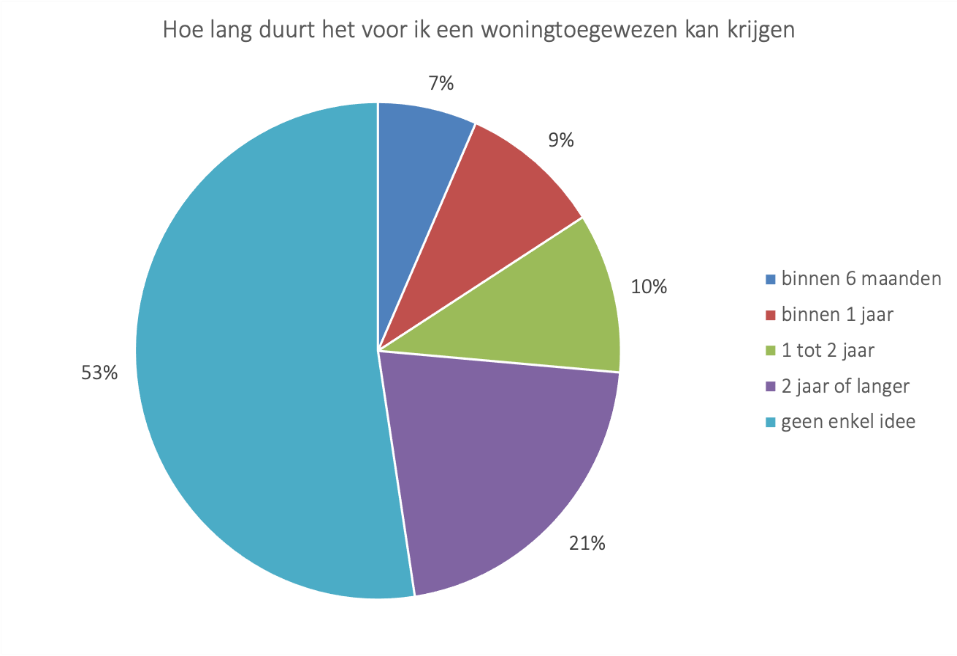 Hoe lang duurt het voor ik een woningtoegewezen kan krijgen
7%
9%
10%
21%
53%
binnen 6 maanden
binnen 1 jaar
1 tot 2 jaar
2 jaar of langer
geen enkel idee